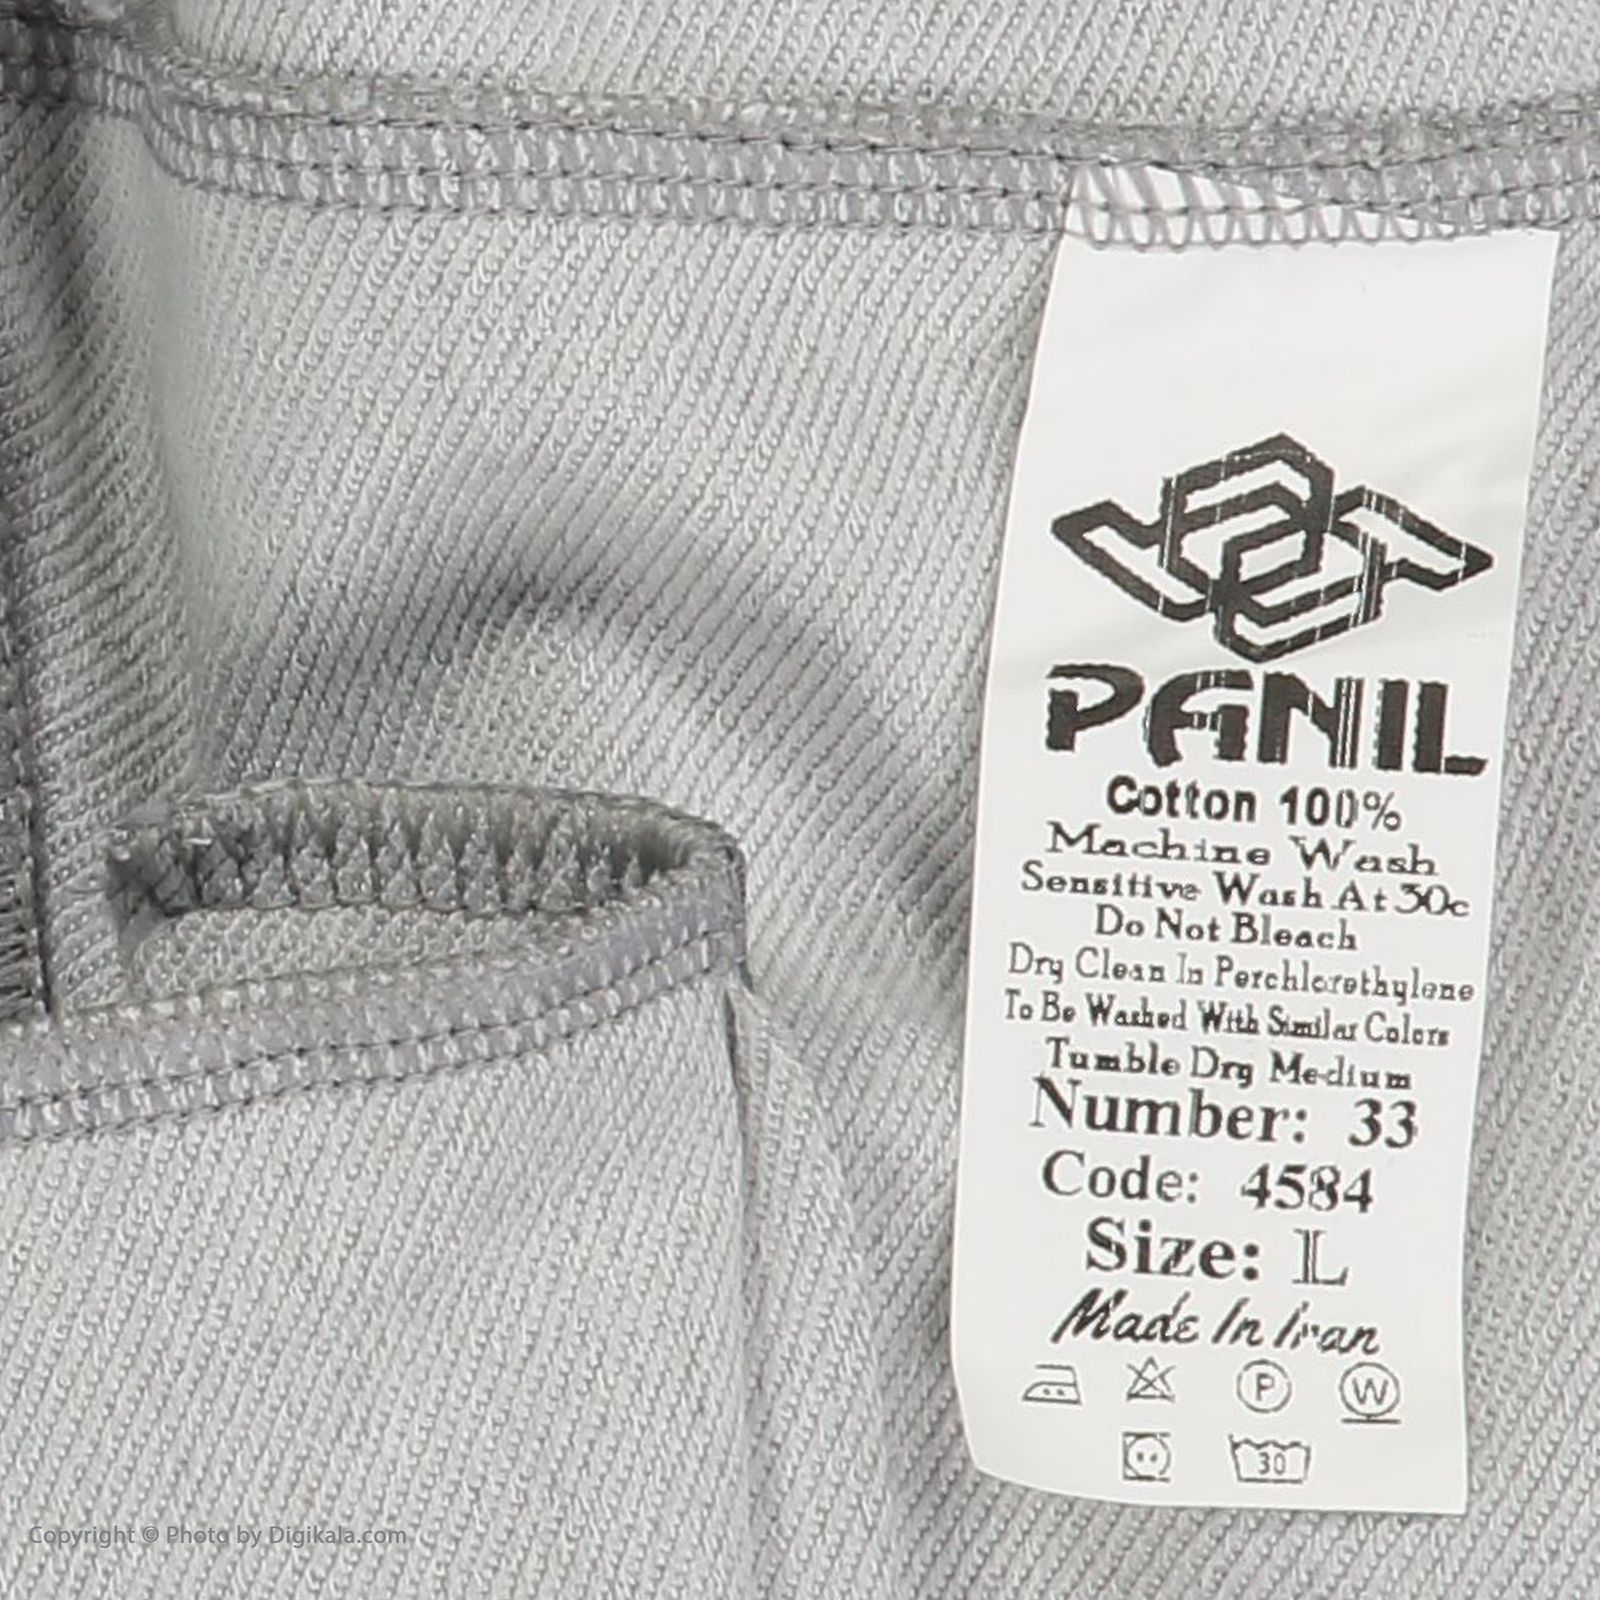 PANIL
Cotton 100%
Machine Wash
Sensitive Wash At 30c
Do Not Bleach
Dry Clean In Perchlorethylene
To Be Washed With Similar Colors
Tumble Dry Medium
Number: 33
Code: 4584
Size: L
Made In Iran
P W
30
Copyright © Photo by Digikala.com